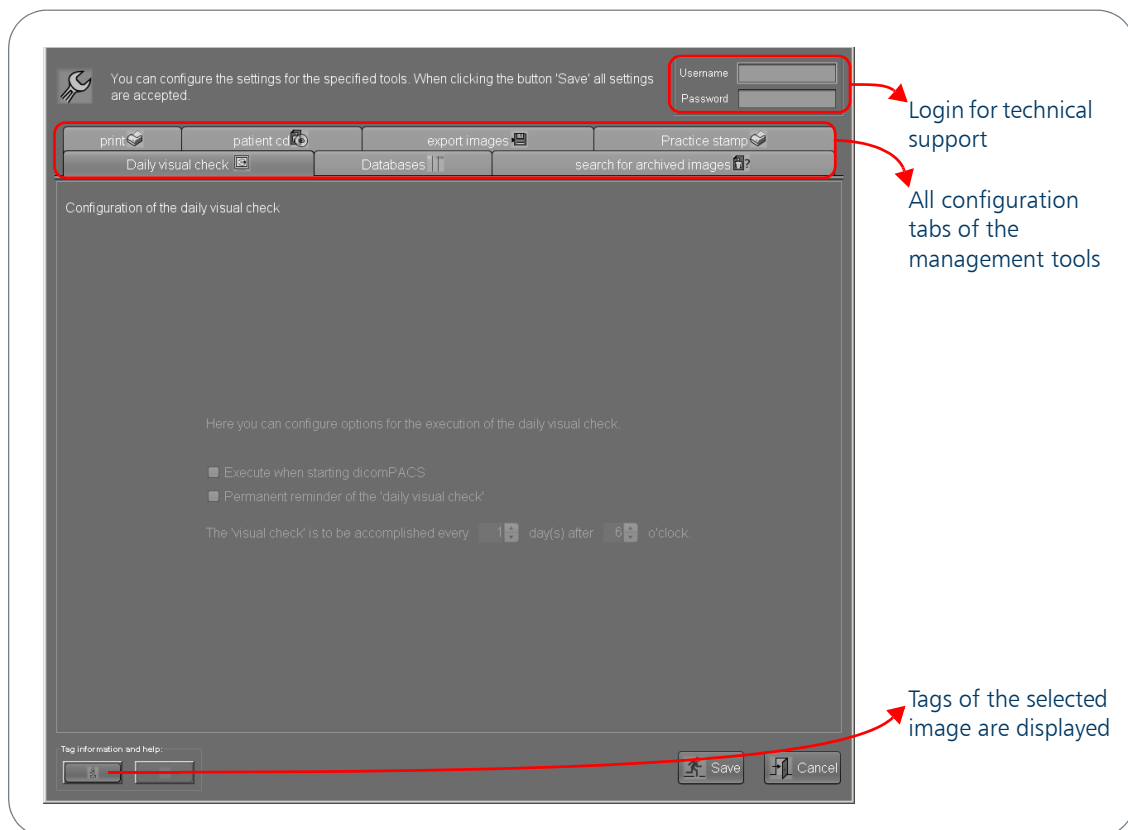 You can configure the settings for the specified tools. When clicking the button 'Save' all settings
are accepted.
Username
Password
Login for technical
support
print
patient cd
export images
Practice stamp
Daily visual check
Databases
search for archived images
All configuration
tabs of the
management tools
Configuration of the daily visual check
Here you can configure options for the execution of the daily visual check.
Execute when starting dicomPACS
Permanent reminder of the 'daily visual check'
The 'visual check' is to be accomplished every 1 day(s) after 6 o'clock.
Tags of the selected
image are displayed
Tag information and help:
Save
Cancel